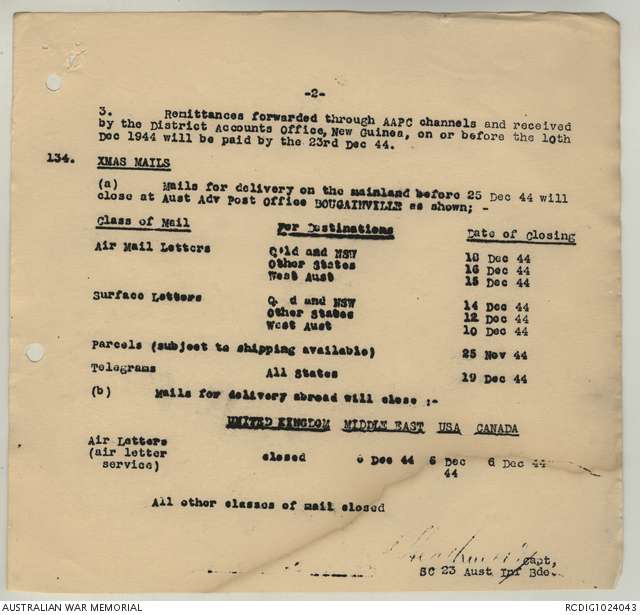 -2-
3. Remittances forwarded through AAPC channels and received
by the District Accounts Office, New Guinea, on or before the 10th
Dec 1944 will be paid by the 23rd Dec 44.
134. XMAS MAILS
(a) Mails for delivery on the mainland before 25 Dec 44 will
close at Aust Adv Post Office BOUGAINVILLE as shown; -
Class of Mail For Destinations Date of Closing
Air Mail Letters Q'ld and NSW 18 Dec 44
Other States 16 Dec 44
West Aust 15 Dec 44
Surface Letters Q d and NSW 14 Dec 44
Other States 12 Dec 44
West Aust 10 Dec 44
Parcels (subject to shipping available) 25 Nov 44
Telegrams All States 19 Dec 44
(b) Mails for delivery abroad will close :-
UNITED KINGDOM MIDDLE EAST USA CANADA
Air Letters
(air letter closed Dec 44 6 Dec 6 Dec 44
service) 44
All other classes of mail closed
Capt,
SC 23 Aust Inf Bde.
AUSTRALIAN WAR MEMORIAL RCDIG1024043